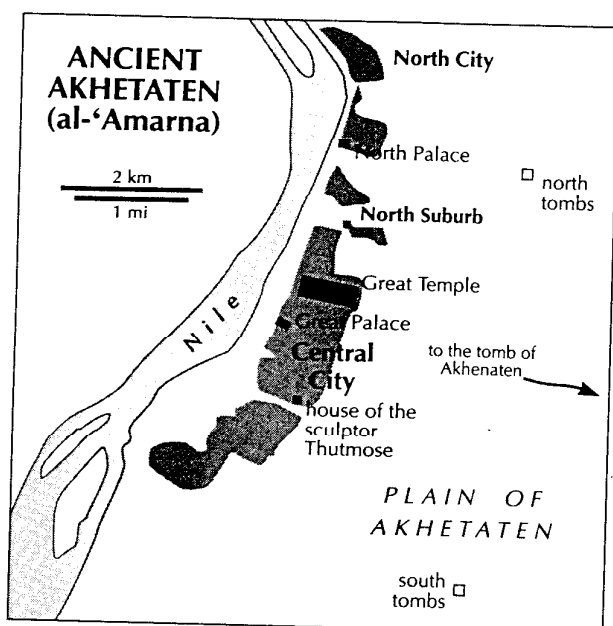 ANCIENT
AKHETATEN
(al-‘Amarna)
2 km
1 mi
North City
North Palace
north
tombs
North Suburb
Great Temple
Nile
Great Palace
Central
City
to the tomb of
Akhenaten
house of the
sculptor
Thutmose
PLAIN OF
AKHETATEN
south
tombs